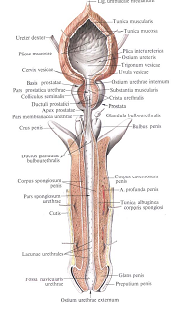 Lig. umbilicale medianum
Tunica muscularis
Tunica mucosa
Ureter dexter
Plicae mucosae
Plica interureterica
Ostium ureteris
Trigonum vesicae
Uvula vesicae
Cervix vesicae
Basis prostatae
Pars prostatica urethrae
Colliculus seminalis
Ductuli prostatici
Apex prostatae
Pars membranacea urethrae
Crus penis
Ostium urethrae internum
Substantia muscularis
Crista urethralis
Prostata
Glandula bulbourethralis
Bulbus penis
bulbourethralis
Corpus spongiosum
penis
Pars spongiosa
urethrae
Cutis
penis
A. profunda penis
Tunica albuginea
corporis spongiosi
Lacunae urethrales
Fossa navicularis
urethrae
Glans penis
Preputium penis
Ostium urethrae externum